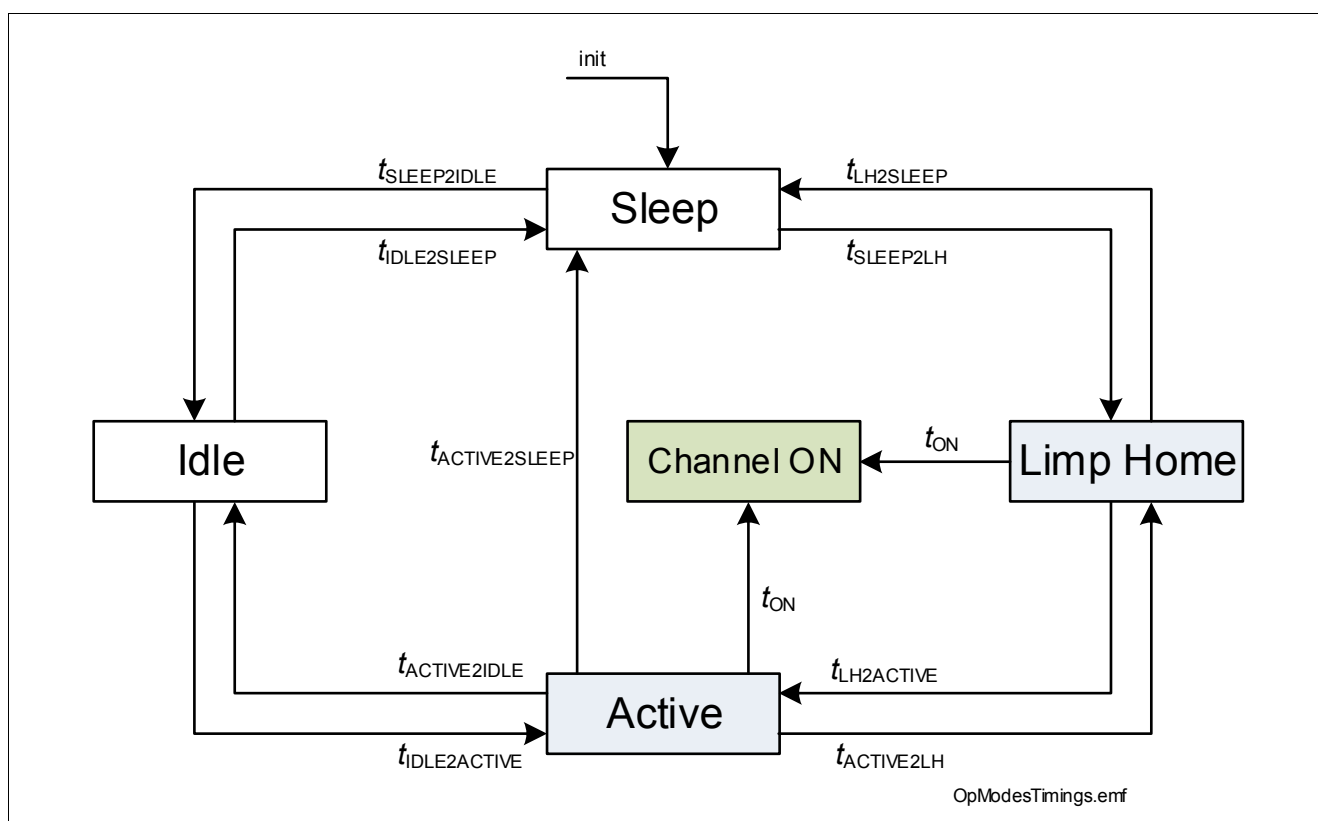 init
tSLEEP2IDLE
tLH2SLEEP
Sleep
tIDLE2SLEEP
tSLEEP2LH
Idle
tACTIVE2SLEEP
Channel ON
tON
Limp Home
tON
tACTIVE2IDLE
tLH2ACTIVE
Active
tIDLE2ACTIVE
tACTIVE2LH
OpModesTimings.emf